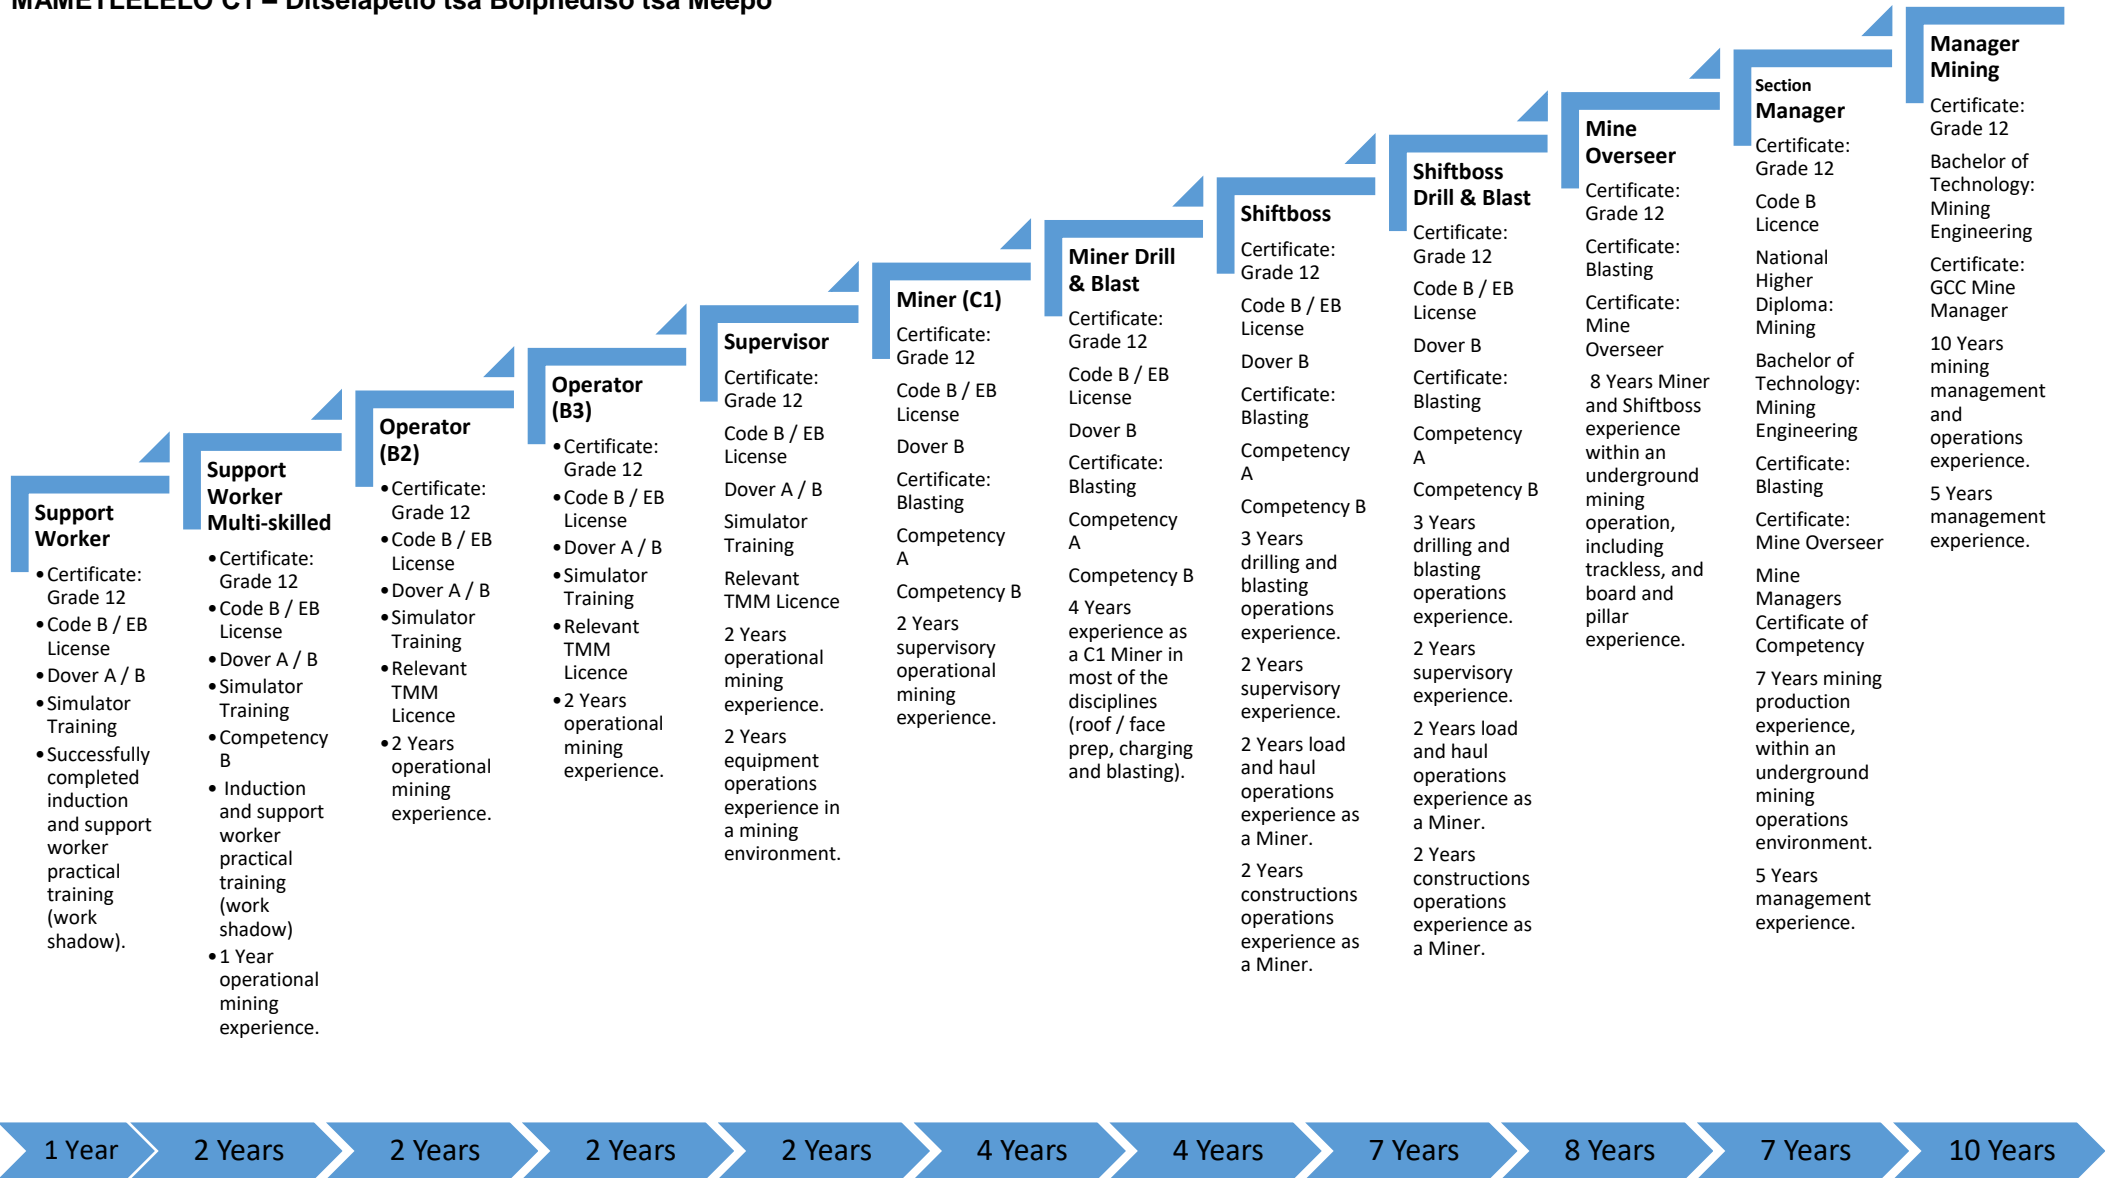 MAMETLELELO C1 – Ditselapetlo tsa Boiphediso tsa Meepo
Support
Worker
•Certificate:
Grade 12
•Code B / EB
License
•Dover A / B
•Simulator
Training
•Successfully
completed
induction
and support
worker
practical
training
(work
shadow).
Support
Worker
Multi-skilled
•Certificate:
Grade 12
•Code B / EB
License
•Dover A / B
•Simulator
Training
•Competency
B
• Induction
and support
worker
practical
training
(work
shadow)
•1 Year
operational
mining
experience.
Operator
(B2)
•Certificate:
Grade 12
•Code B / EB
License
•Dover A / B
•Simulator
Training
•Relevant
TMM
Licence
•2 Years
operational
mining
experience.
Operator
(B3)
•Certificate:
Grade 12
•Code B / EB
License
•Dover A / B
•Simulator
Training
•Relevant
TMM
Licence
•2 Years
operational
mining
experience.
Supervisor
Certificate:
Grade 12
Code B / EB
License
Dover A / B
Simulator
Training
Relevant
TMM Licence
2 Years
operational
mining
experience.
2 Years
equipment
operations
experience in
a mining
environment.
Miner (C1)
Certificate:
Grade 12
Code B / EB
License
Dover B
Certificate:
Blasting
Competency
A
Competency B
2 Years
supervisory
operational
mining
experience.
Miner Drill
& Blast
Certificate:
Grade 12
Code B / EB
License
Dover B
Certificate:
Blasting
Competency
A
Competency B
4 Years
experience as
a C1 Miner in
most of the
disciplines
(roof / face
prep, charging
and blasting).
Shiftboss
Certificate:
Grade 12
Code B / EB
License
Dover B
Certificate:
Blasting
Competency
A
Competency B
3 Years
drilling and
blasting
operations
experience.
2 Years
supervisory
experience.
2 Years load
and haul
operations
experience as
a Miner.
2 Years
constructions
operations
experience as
a Miner.
Shiftboss
Drill & Blast
Certificate:
Grade 12
Code B / EB
License
Dover B
Certificate:
Blasting
Competency
A
Competency B
3 Years
drilling and
blasting
operations
experience.
2 Years
supervisory
experience.
2 Years load
and haul
operations
experience as
a Miner.
2 Years
constructions
operations
experience as
a Miner.
Mine
Overseer
Certificate:
Grade 12
Certificate:
Blasting
Certificate:
Mine
Overseer
8 Years Miner
and Shiftboss
experience
within an
underground
mining
operation,
including
trackless, and
board and
pillar
experience.
Section
Manager
Certificate:
Grade 12
Code B
Licence
National
Higher
Diploma:
Mining
Bachelor of
Technology:
Mining
Engineering
Certificate:
Blasting
Certificate:
Mine Overseer
Mine
Managers
Certificate of
Competency
7 Years mining
production
experience,
within an
underground
mining
operations
environment.
5 Years
management
experience.
Manager
Mining
Certificate:
Grade 12
Bachelor of
Technology:
Mining
Engineering
Certificate:
GCC Mine
Manager
10 Years
mining
management
and
operations
experience.
5 Years
management
experience.
1 Year
2 Years
2 Years
2 Years
2 Years
4 Years
4 Years
7 Years
8 Years
7 Years
10 Years